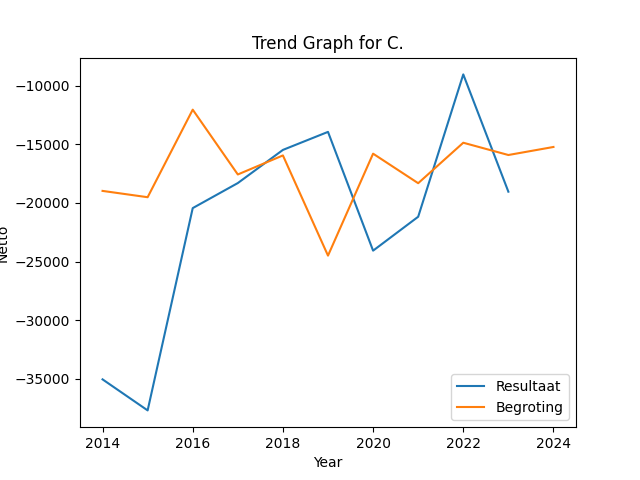 Trend Graph for C.
Netto
−10000
−15000
−20000
−25000
−30000
−35000
2014
2016
2018
2020
2022
2024
Year
Resultaat
Begroting